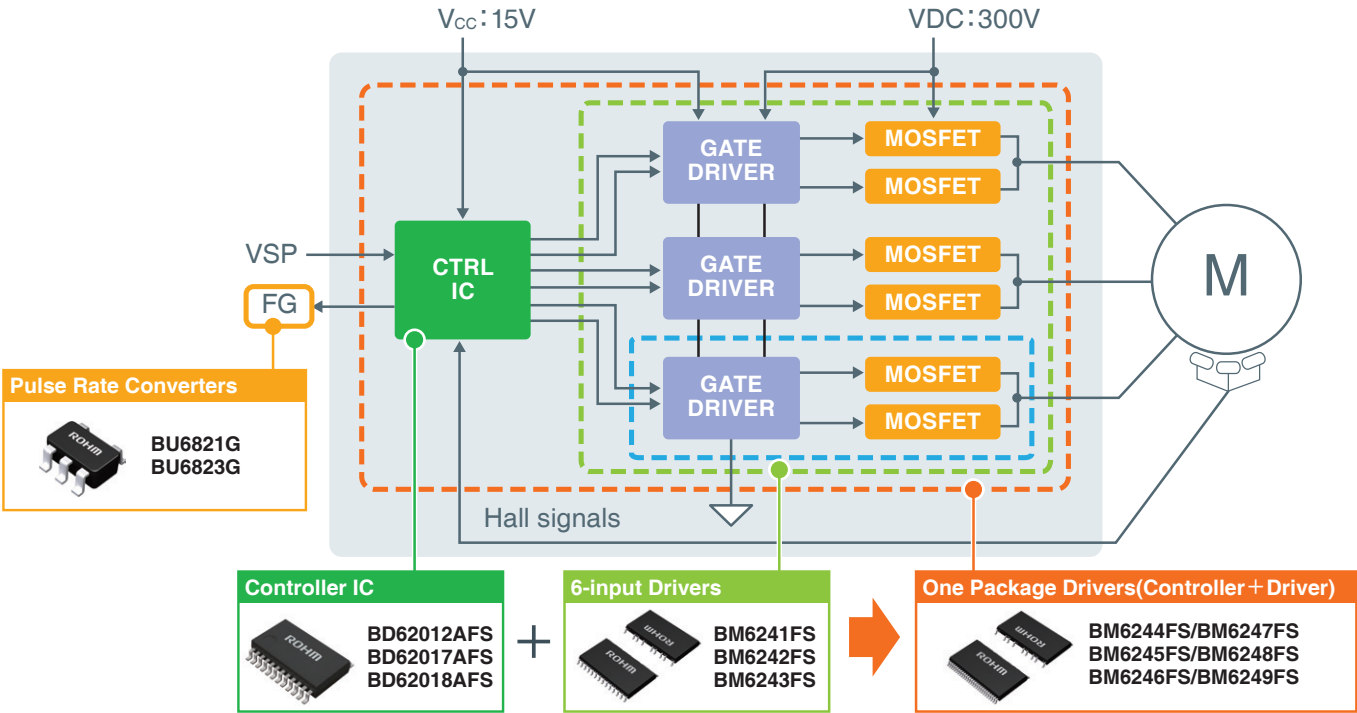 Vcc:15V
VDC:300V
GATE
DRIVER
MOSFET
MOSFET
VSP
CTRL
IC
GATE
DRIVER
MOSFET
MOSFET
M
FG
GATE
DRIVER
MOSFET
MOSFET
Pulse Rate Converters
ROHM
BU6821G
BU6823G
Hall signals
Controller IC
ROHM
BD62012AFS
BD62017AFS
BD62018AFS
+
6-input Drivers
ROHM
ROHM
BM6241FS
BM6242FS
BM6243FS
One Package Drivers(Controller+Driver)
ROHM
ROHM
BM6244FS/BM6247FS
BM6245FS/BM6248FS
BM6246FS/BM6249FS